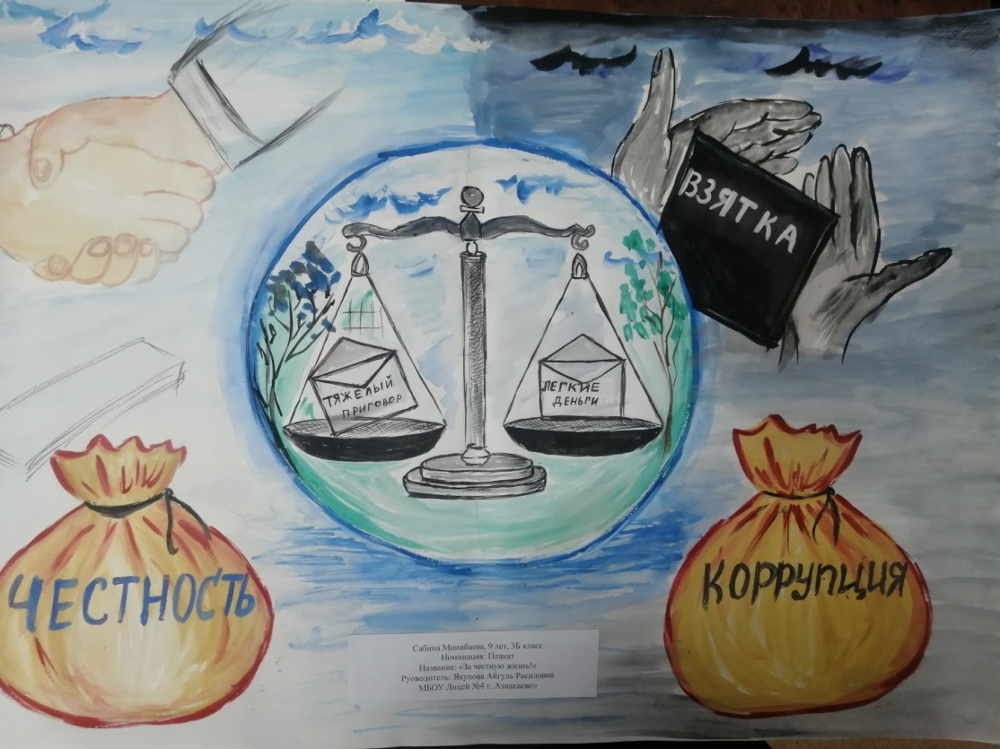 ВЗЯТКА
ТЯЖЕЛЫЙ
ПРИГОВОР
ЛЕГКИЕ
ДЕНЬГИ
ЧЕСТНОСТЬ
КОРРУПЦИЯ
Сабина Минибаева, 9 лет, 3Б класс
Номинация: Плакат
Название: «За честную жизнь!»
Руоводитель: Якупова Айгуль Расиловна
МБОУ Лицей №4 г. Азнакаево»